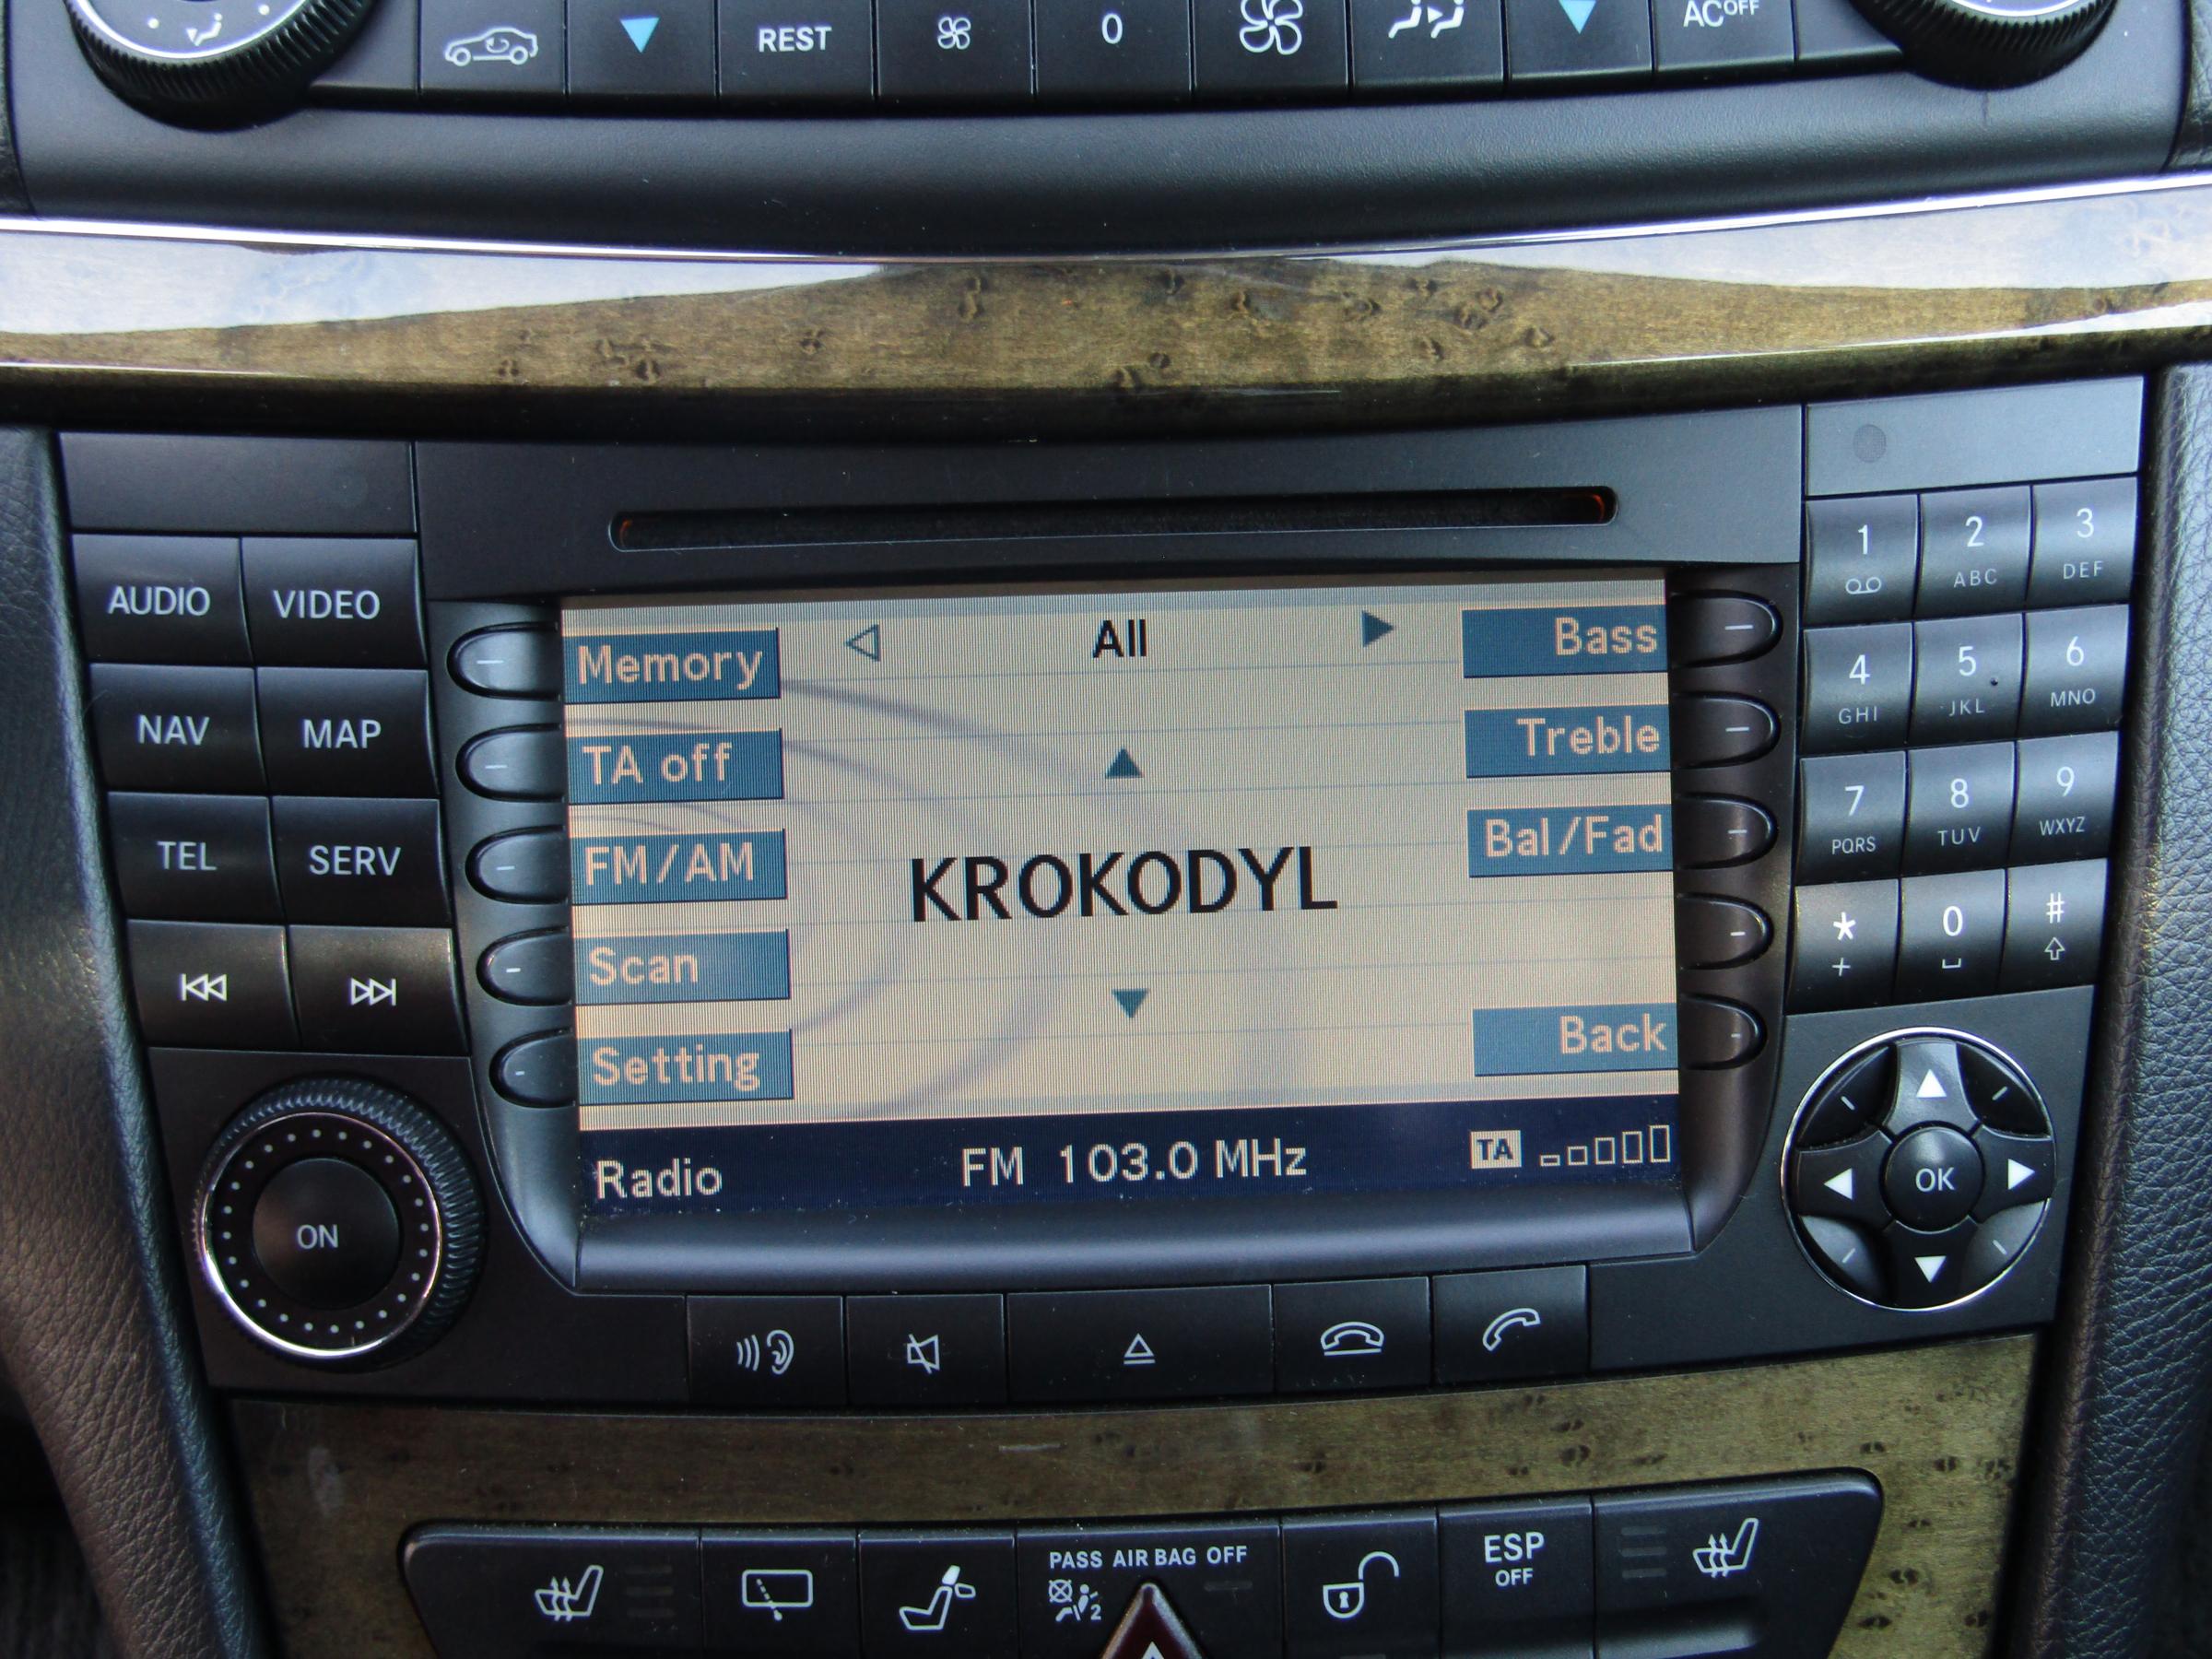 REST
0
AC OFF
AUDIO VIDEO
NAV MAP
TEL SERV
ON
Memory
TA off
FM/AM
Scan
Setting
All
KROKODYL
Bass
Treble
Bal/Fad
Back
Radio FM 103.0 MHz TA
1 2 ABC 3 DEF
4 GHI 5 JKL 6 MNO
7 PQRS 8 TUV 9 WXYZ
* + 0 #
OK
PASS AIR BAG OFF
2
ESP
OFF